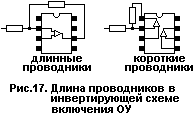 длинные
проводники
короткие
проводники
Рис.17. Длина проводников в
инвертирующей схеме
включения ОУ